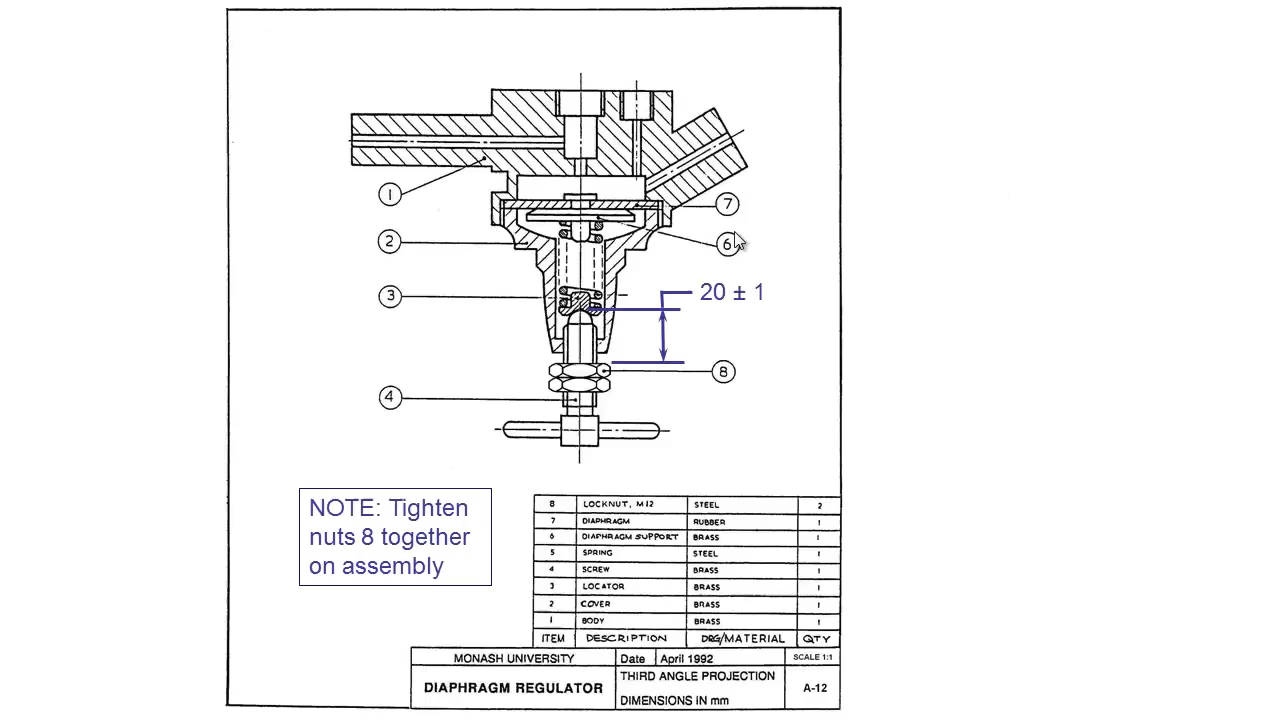 1
2
7
6
3
20 ± 1
8
4
NOTE: Tighten
nuts 8 together
on assembly
8 LOCKNUT, M12 STEEL 2
7 DIAPHRAGM RUBBER 1
6 DIAPHRAGM SUPPORT BRASS 1
5 SPRING STEEL 1
4 SCREW BRASS 1
3 LOCATOR BRASS 1
2 COVER BRASS 1
1 BODY BRASS 1
ITEM DESCRIPTION DRG/MATERIAL QTY
MONASH UNIVERSITY Date April 1992 SCALE 1:1
DIAPHRAGM REGULATOR THIRD ANGLE PROJECTION A-12
DIMENSIONS IN mm